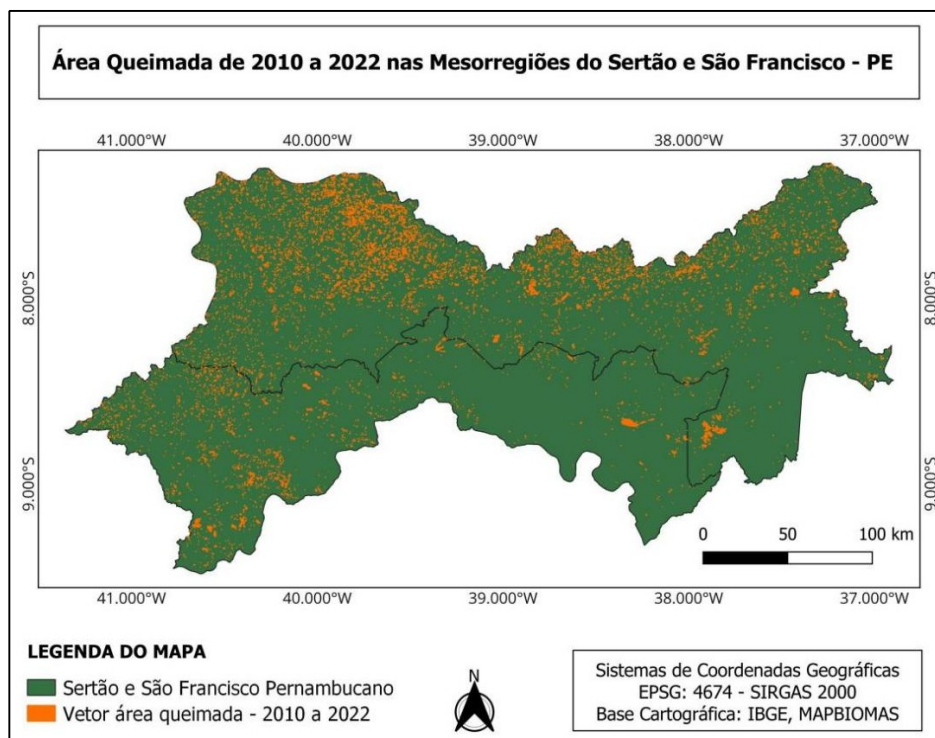 Área Queimada de 2010 a 2022 nas Mesorregiões do Sertão e São Francisco - PE
41.000°W 40.000°W 39.000°W 38.000°W 37.000°W
8.000°S 8.000°S
9.000°S 9.000°S
0 50 100 km
41.000°W 40.000°W 39.000°W 38.000°W 37.000°W
LEGENDA DO MAPA
Sertão e São Francisco Pernambucano
Vetor área queimada - 2010 a 2022
N
Sistemas de Coordenadas Geográficas
EPSG: 4674 - SIRGAS 2000
Base Cartográfica: IBGE, MAPBIOMAS